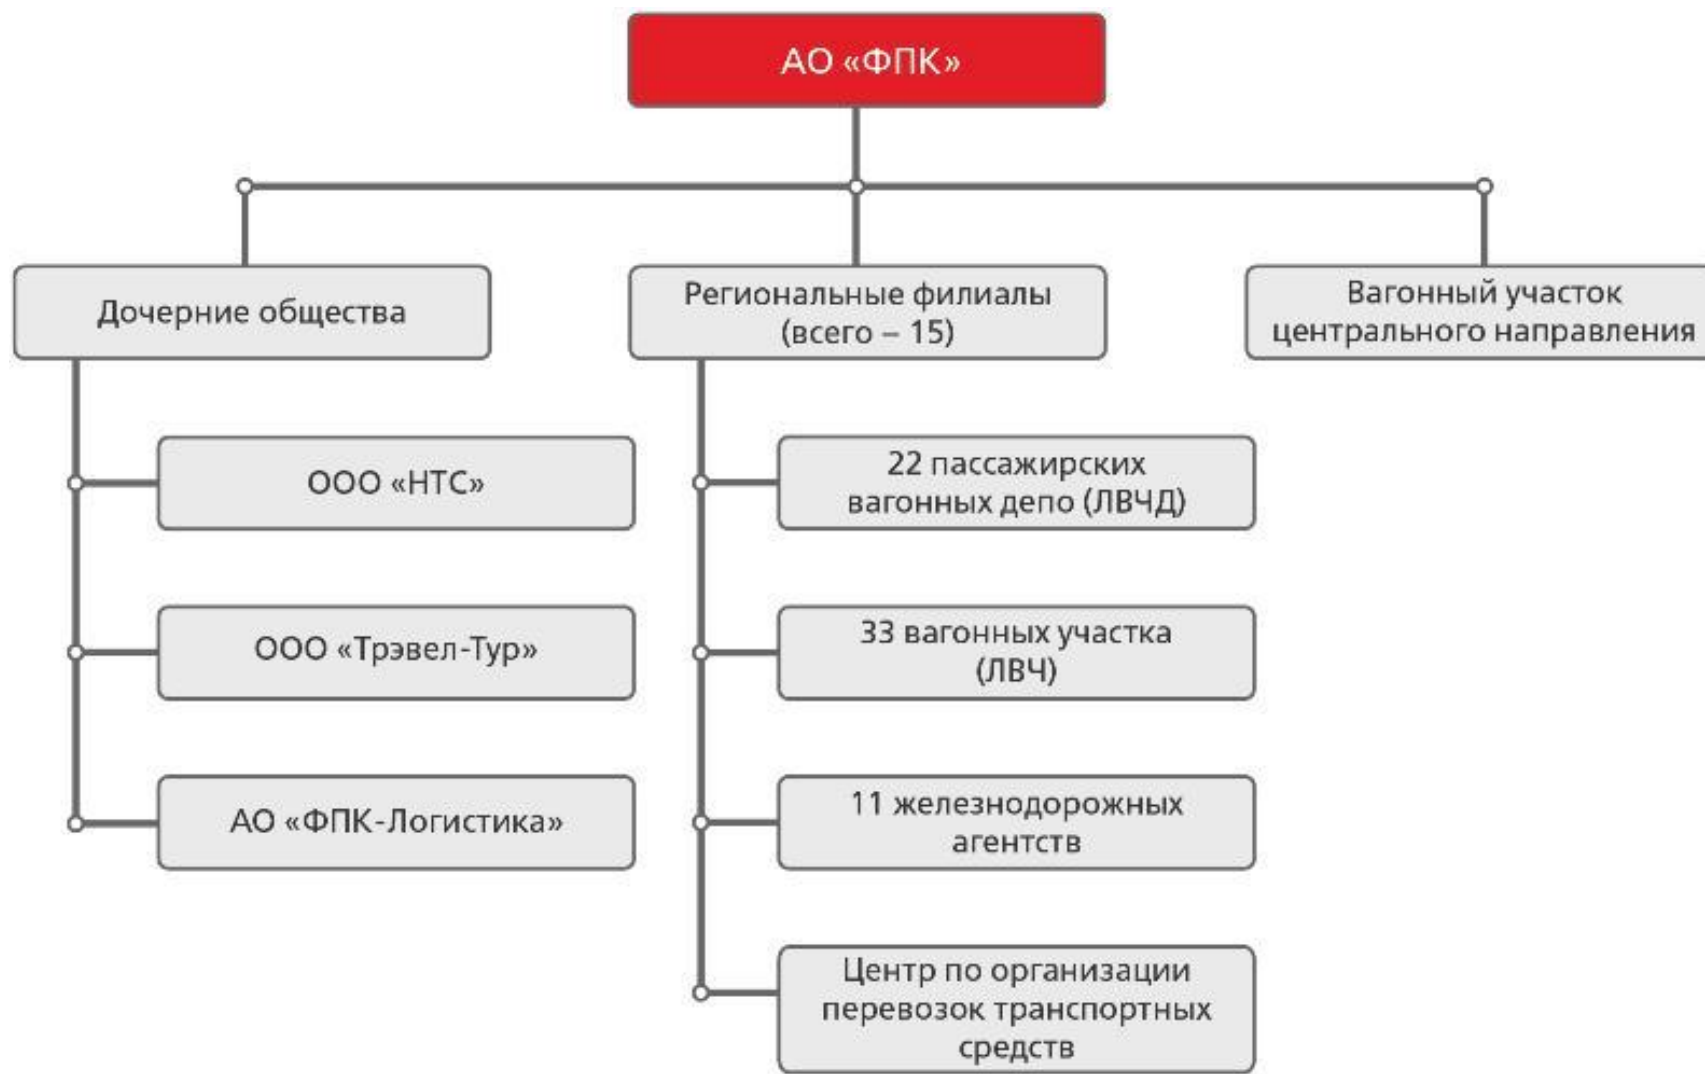 АО «ФПК»
Дочерние общества
Региональные филиалы
(всего – 15)
Вагонный участок
центрального направления
ООО «НТС»
ООО «Трэвел-Тур»
АО «ФПК-Логистика»
22 пассажирских
вагонных депо (ЛВЧД)
33 вагонных участка
(ЛВЧ)
11 железнодорожных
агентств
Центр по организации
перевозок транспортных
средств